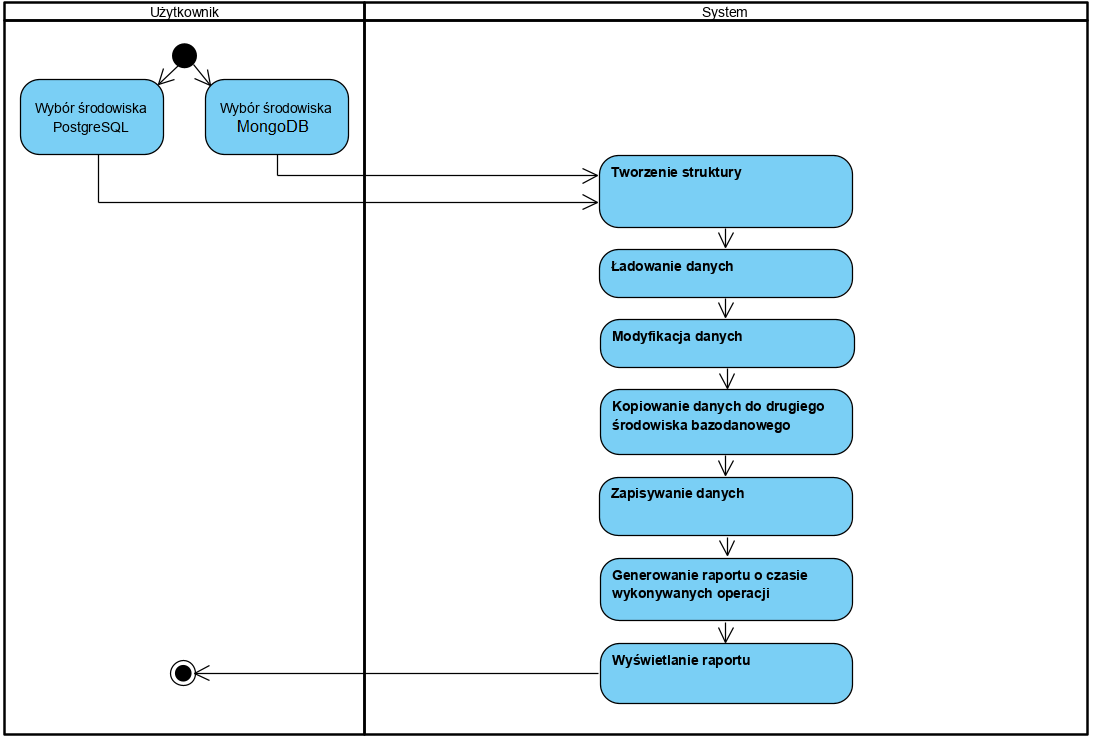 Użytkownik
System
Wybór środowiska
PostgreSQL
Wybór środowiska
MongoDB
Tworzenie struktury
Ładowanie danych
Modyfikacja danych
Kopiowanie danych do drugiego
środowiska bazodanowego
Zapisywanie danych
Generowanie raportu o czasie
wykonywanych operacji
Wyświetlanie raportu